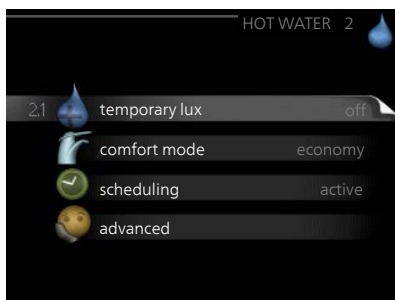 HOT WATER 2
2.1 temporary lux off
comfort mode economy
scheduling active
advanced